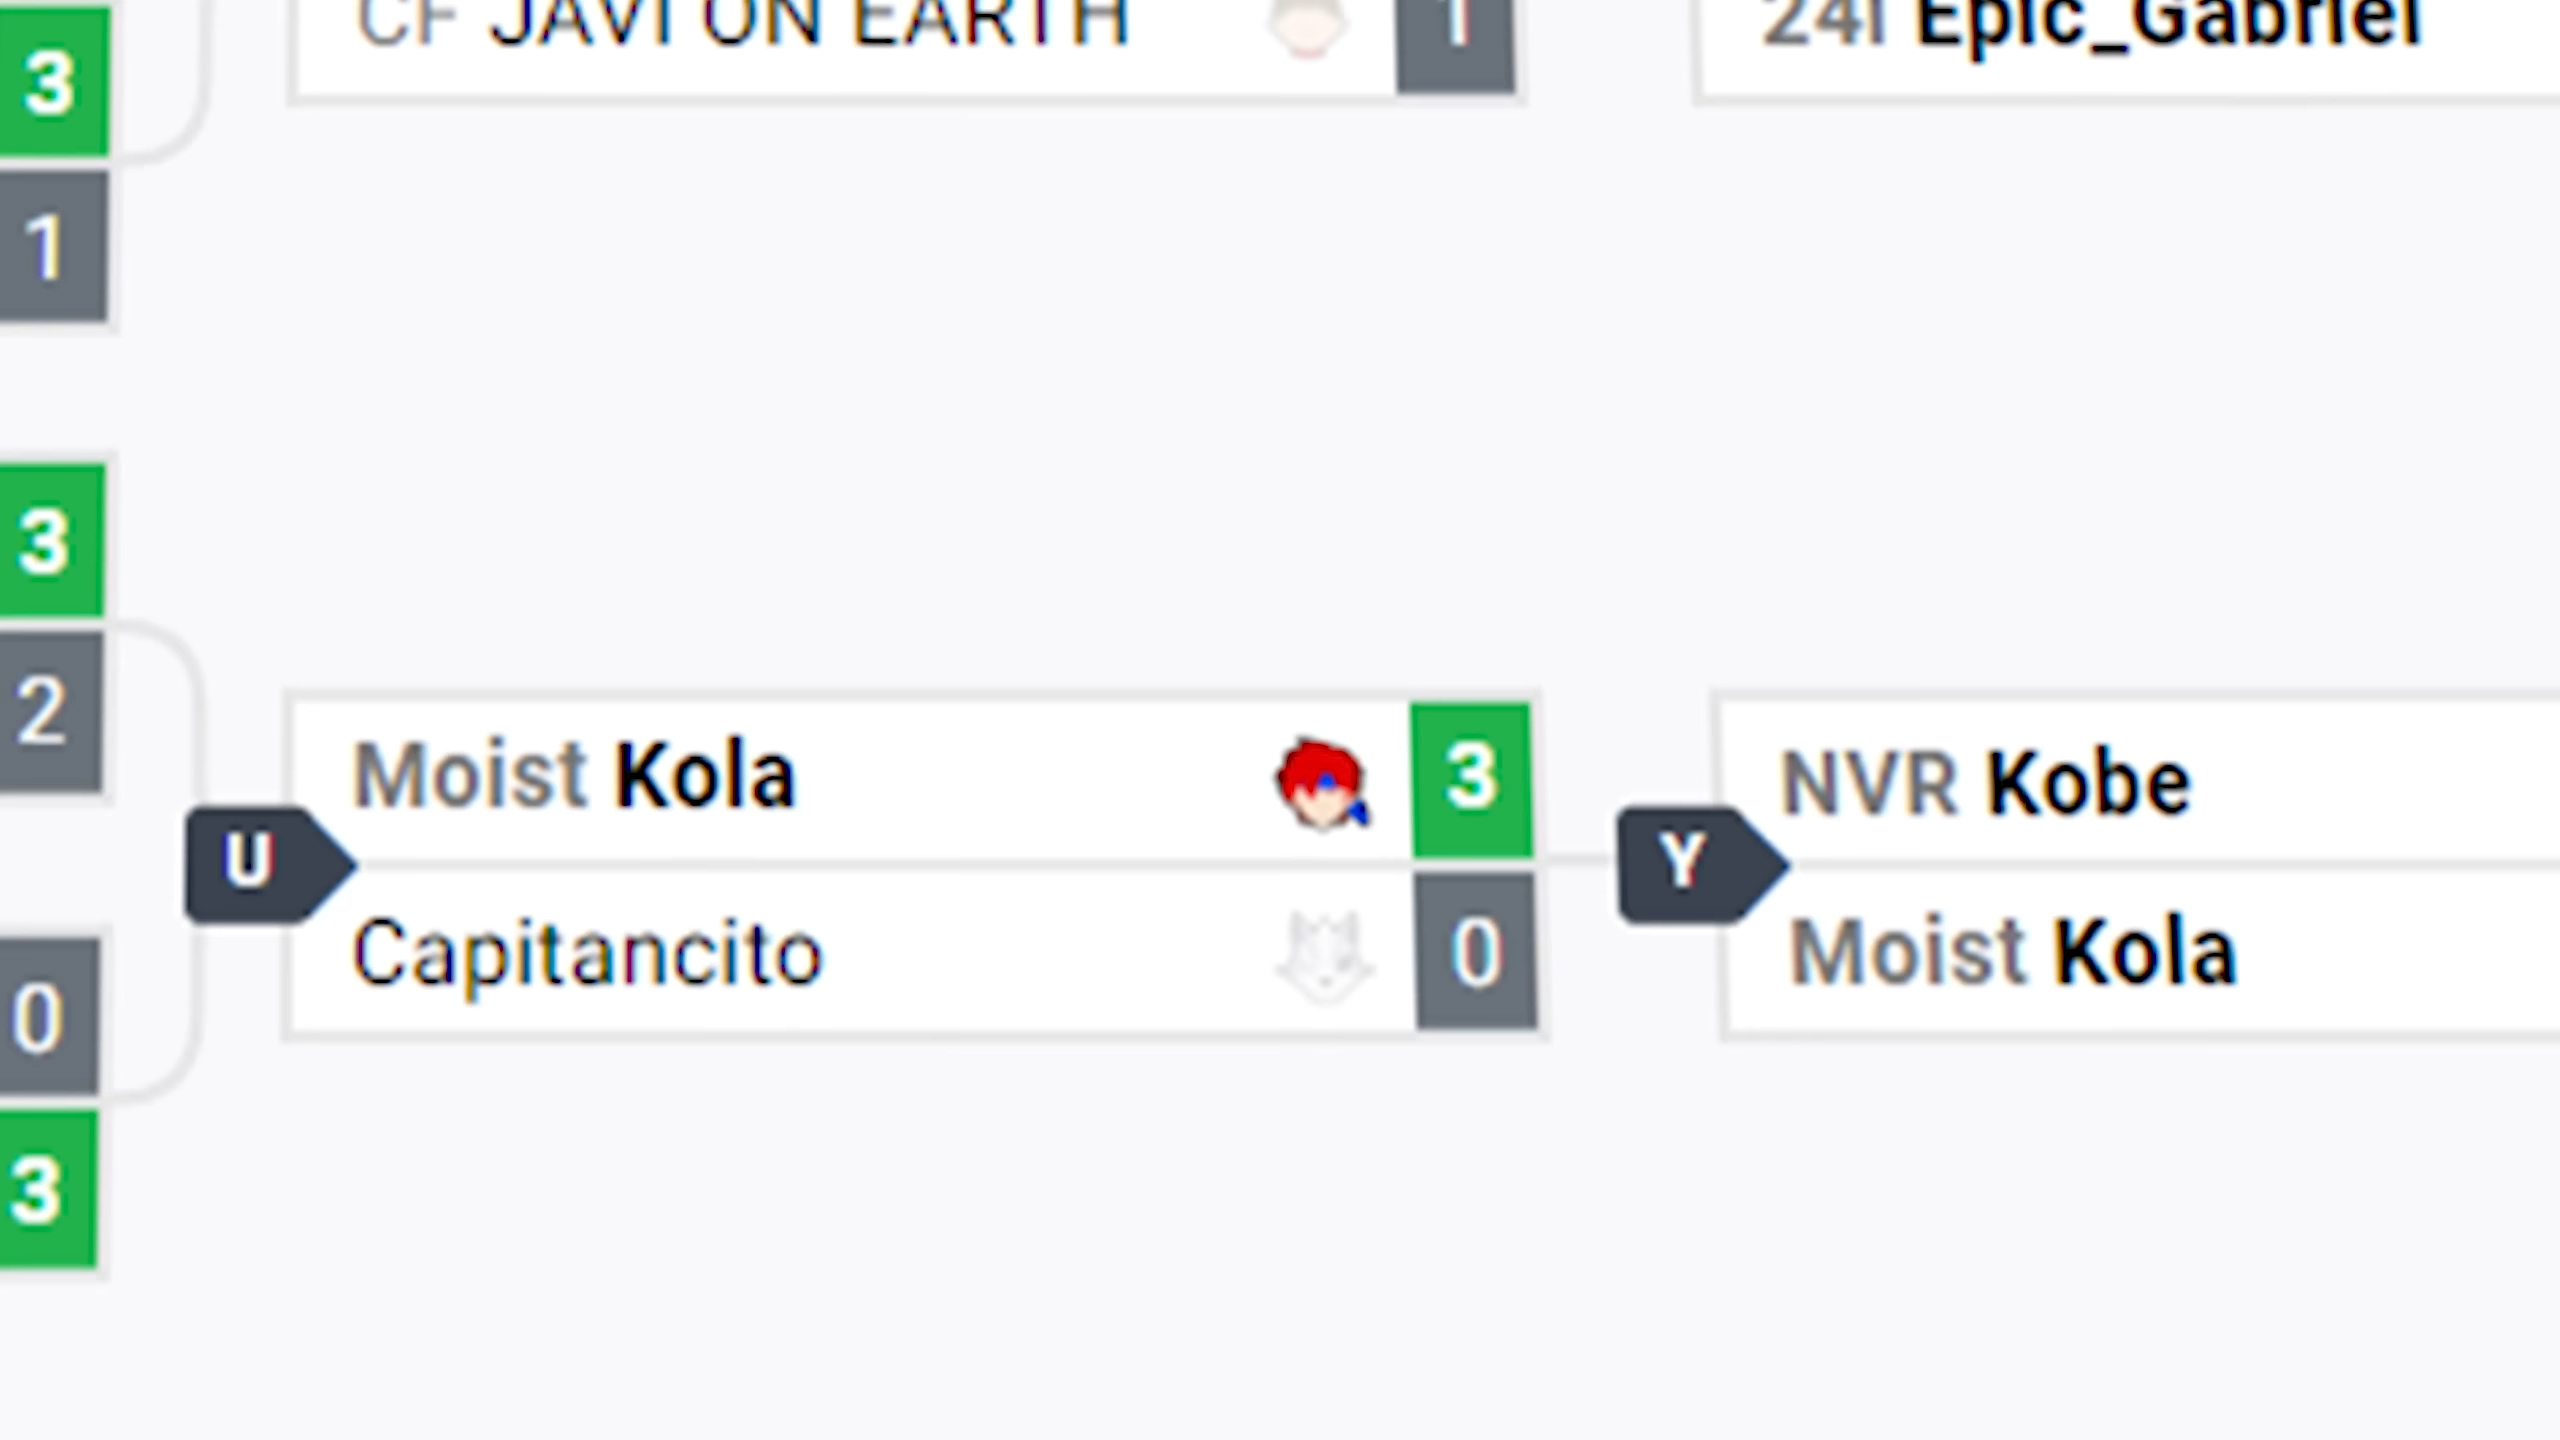 3
CF JAVI ON EARTH 1
24I Epic_Gabriel
1
3
2
Moist Kola 3
U
Capitancito 0
NVR Kobe
Y
Moist Kola
0
3